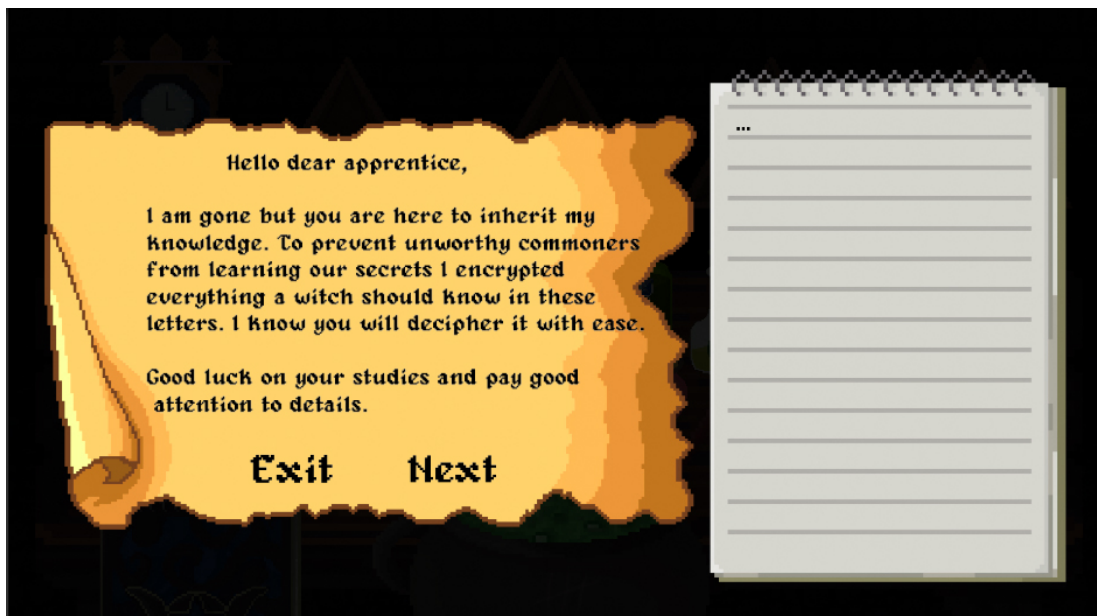 Hello dear apprentice,
I am gone but you are here to inherit my
knowledge. To prevent unworthy commoners
from learning our secrets I encrypted
everything a witch should know in these
letters. I know you will decipher it with ease.
Good luck on your studies and pay good
attention to details.
Exit Next
...